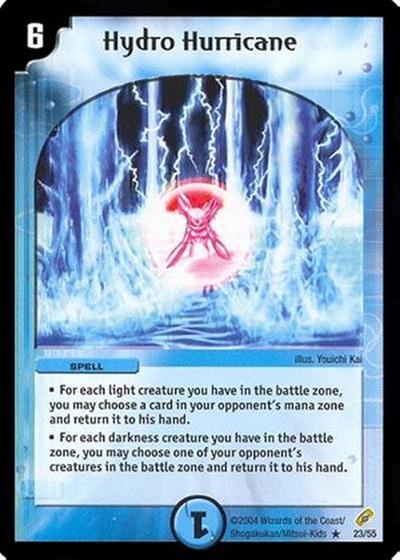 6
Hydro Hurricane
illus. Youichi Kai
SPELL
▪ For each light creature you have in the battle zone,
you may choose a card in your opponent's mana zone
and return it to his hand.
▪ For each darkness creature you have in the battle
zone, you may choose one of your opponent's
creatures in the battle zone and return it to his hand.
1
©2004 Wizards of the Coast/
Shogakukan/Mitsui-Kids ★ 23/55